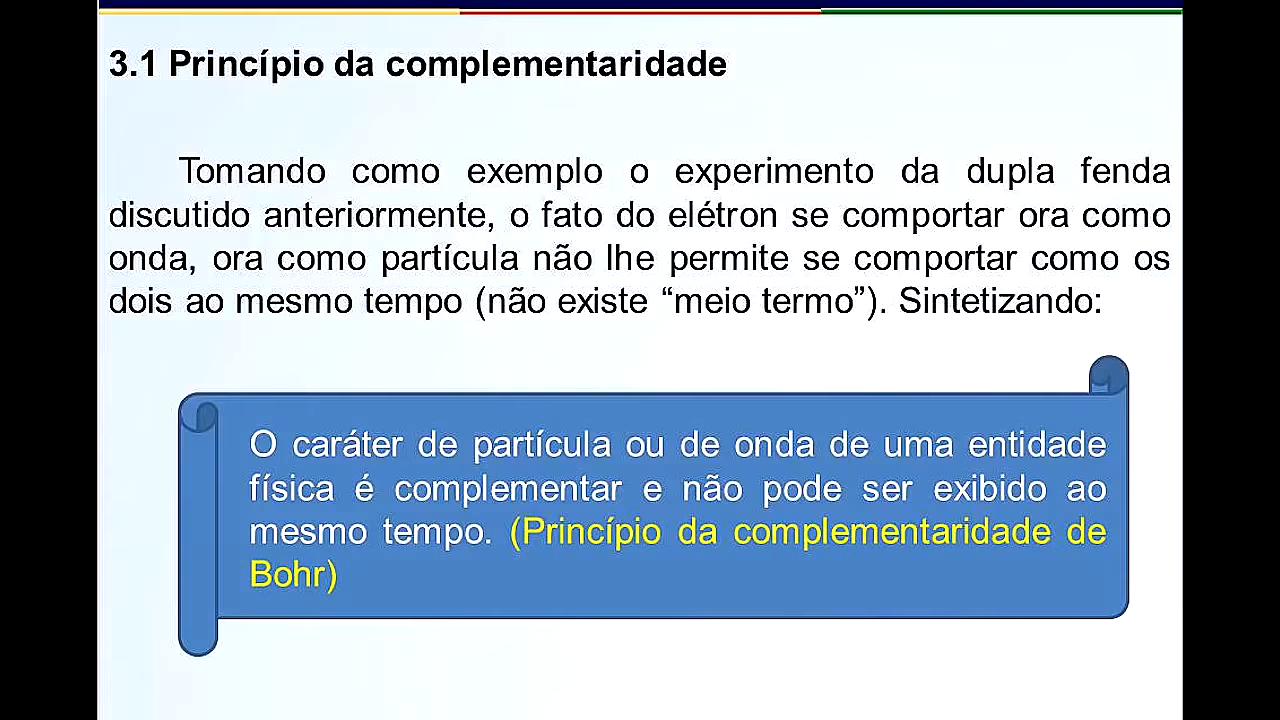 3.1 Princípio da complementaridade
Tomando como exemplo o experimento da dupla fenda
discutido anteriormente, o fato do elétron se comportar ora como
onda, ora como partícula não lhe permite se comportar como os
dois ao mesmo tempo (não existe “meio termo”). Sintetizando:
O caráter de partícula ou de onda de uma entidade
física é complementar e não pode ser exibido ao
mesmo tempo. (Princípio da complementaridade de
Bohr)